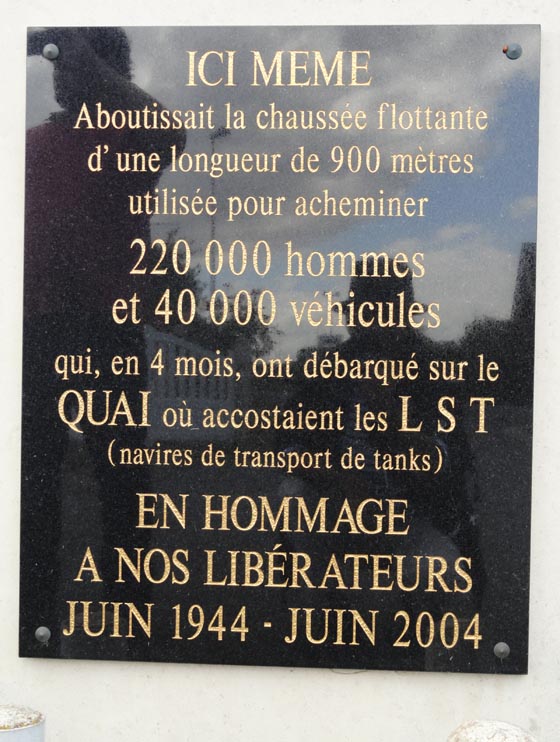 ICI MEME
Aboutissait la chaussée flottante
d'une longueur de 900 mètres
utilisée pour acheminer
220 000 hommes
et 40 000 véhicules
qui, en 4 mois, ont débarqué sur le
QUAI où accostaient les L S T
(navires de transport de tanks)
EN HOMMAGE
A NOS LIBÉRATEURS
JUIN 1944 - JUIN 2004